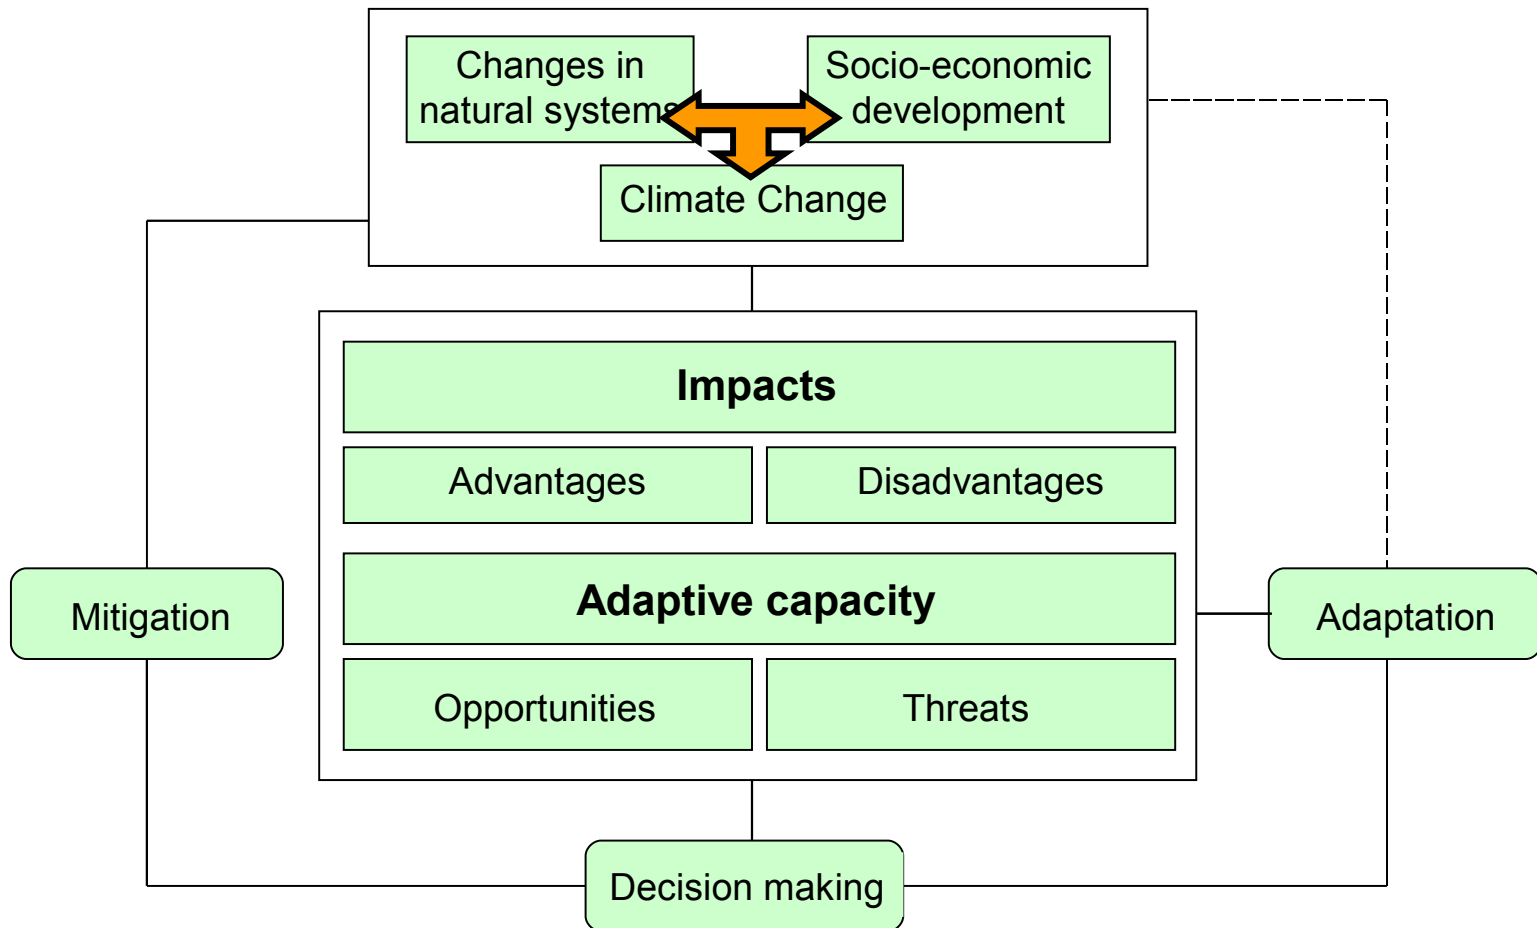 Changes in
natural systems
Socio-economic
development
Climate Change
Impacts
Advantages
Disadvantages
Adaptive capacity
Mitigation
Adaptation
Opportunities
Threats
Decision making